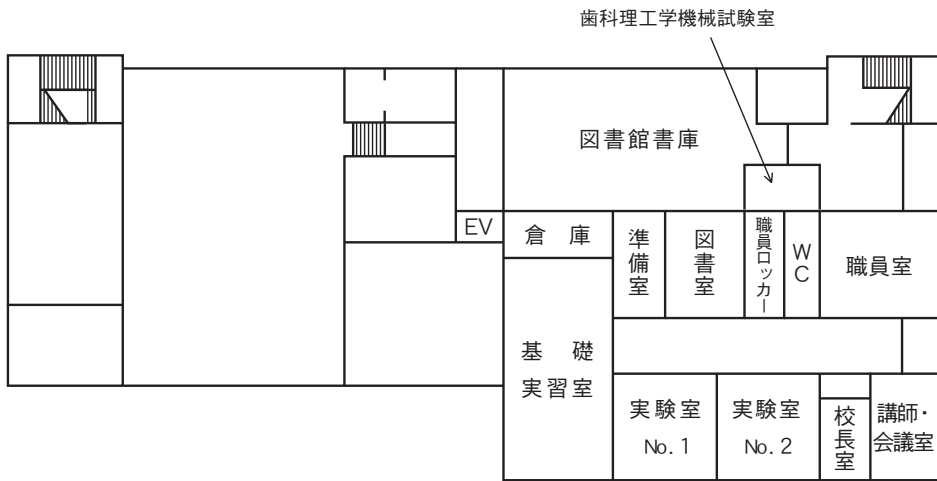 歯科理工学機械試験室
図書館書庫
EV
倉庫
準備室
図書室
職員ロッカー
WC
職員室
基礎
実習室
実験室
No. 1
実験室
No. 2
校長室
講師・
会議室